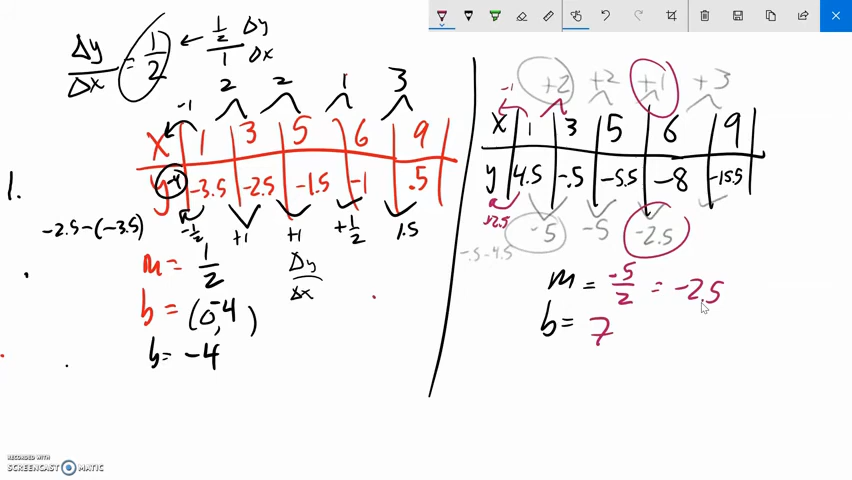 Δy/Δx = 1/2 ← 1/2 Δy / 1 Δx
-1 2 2 1 3
x 1 3 5 6 9
y -4 -3.5 -2.5 -1.5 -1 .5
1.
-2.5-(-3.5) -1/2 +1 +1 +1/2 1.5
m = 1/2 Δy/Δx
b = (0,-4)
b = -4
-1 +2 +2 +1 +3
x 1 3 5 6 9
y 4.5 -.5 -5.5 -8 -15.5
+2.5 -5 -5 -2.5
-.5-4.5
m = -5/2 = -2.5
b = 7
RECORDED WITH
SCREENCAST MATIC